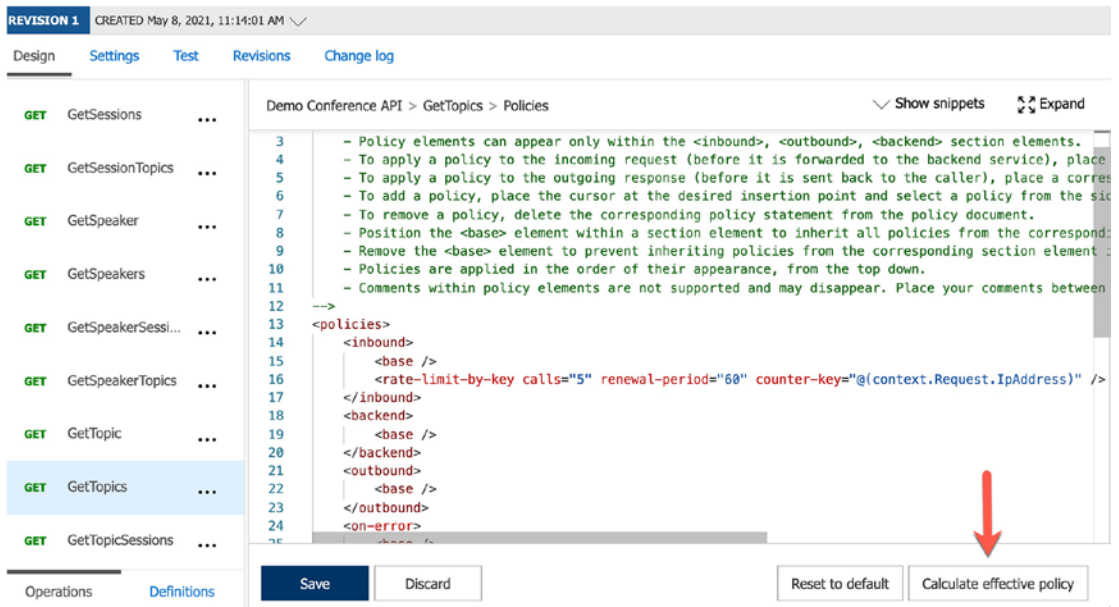 REVISION 1 CREATED May 8, 2021, 11:14:01 AM
Design Settings Test Revisions Change log
GET GetSessions ...
GET GetSessionTopics ...
GET GetSpeaker ...
GET GetSpeakers ...
GET GetSpeakerSessi... ...
GET GetSpeakerTopics ...
GET GetTopic ...
GET GetTopics ...
GET GetTopicSessions ...
Operations Definitions
Demo Conference API > GetTopics > Policies Show snippets Expand
3 - Policy elements can appear only within the <inbound>, <outbound>, <backend> section elements.
4 - To apply a policy to the incoming request (before it is forwarded to the backend service), place
5 - To apply a policy to the outgoing response (before it is sent back to the caller), place a corres
6 - To add a policy, place the cursor at the desired insertion point and select a policy from the sid
7 - To remove a policy, delete the corresponding policy statement from the policy document.
8 - Position the <base> element within a section element to inherit all policies from the correspondi
9 - Remove the <base> element to prevent inheriting policies from the corresponding section element
10 - Policies are applied in the order of their appearance, from the top down.
11 - Comments within policy elements are not supported and may disappear. Place your comments between
12 -->
13 <policies>
14 <inbound>
15 <base />
16 <rate-limit-by-key calls="5" renewal-period="60" counter-key="@(context.Request.IpAddress)" />
17 </inbound>
18 <backend>
19 <base />
20 </backend>
21 <outbound>
22 <base />
23 </outbound>
24 <on-error>
Save Discard Reset to default Calculate effective policy